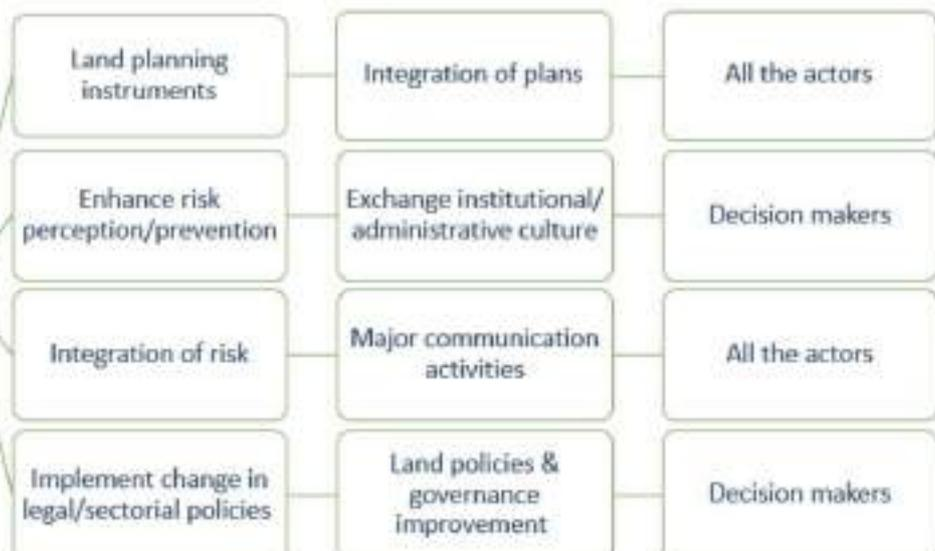 Land planning
instruments
Integration of plans
All the actors
Enhance risk
perception/prevention
Exchange institutional/
administrative culture
Decision makers
Integration of risk
Major communication
activities
All the actors
Implement change in
legal/sectorial policies
Land policies &
governance
improvement
Decision makers